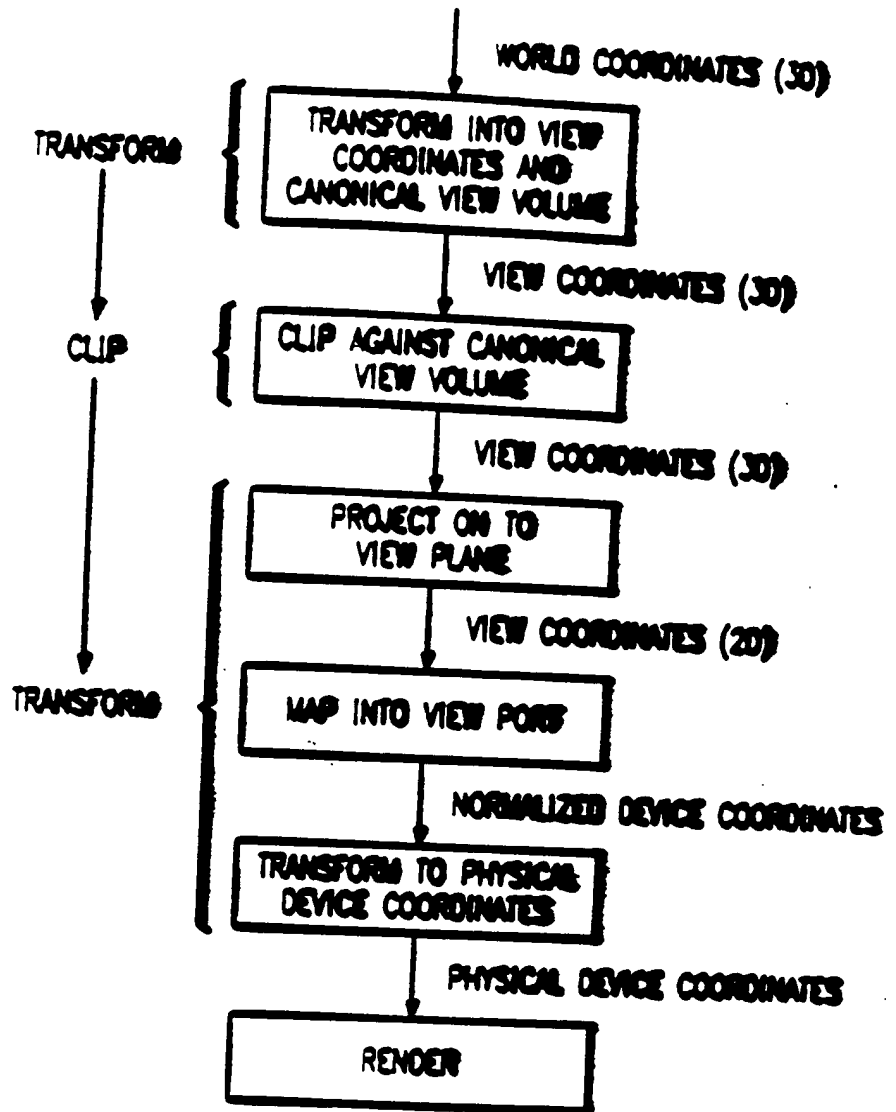 WORLD COORDINATES (3D)
TRANSFORM
TRANSFORM INTO VIEW
COORDINATES AND
CANONICAL VIEW VOLUME
VIEW COORDINATES (3D)
CLIP
CLIP AGAINST CANONICAL
VIEW VOLUME
VIEW COORDINATES (3D)
PROJECT ON TO
VIEW PLANE
VIEW COORDINATES (2D)
TRANSFORM
MAP INTO VIEW PORT
NORMALIZED DEVICE COORDINATES
TRANSFORM TO PHYSICAL
DEVICE COORDINATES
PHYSICAL DEVICE COORDINATES
RENDER